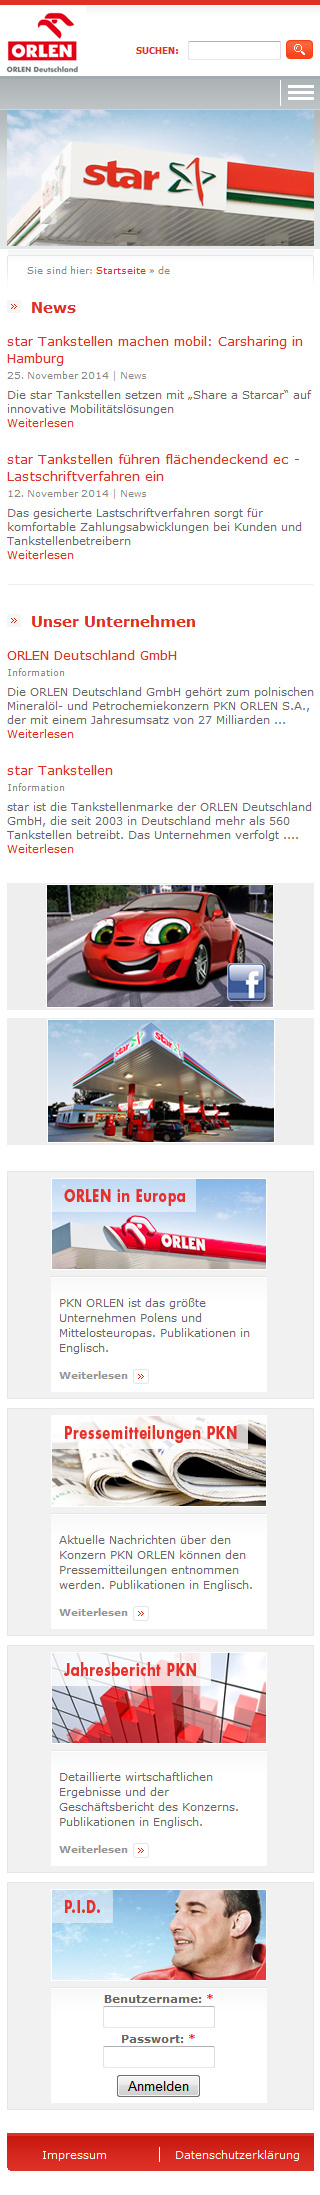 ORLEN
ORLEN Deutschland
SUCHEN:
star
Sie sind hier: Startseite » de
» News
star Tankstellen machen mobil: Carsharing in
Hamburg
25. November 2014 | News
Die star Tankstellen setzen mit „Share a Starcar“ auf
innovative Mobilitätslösungen
Weiterlesen
star Tankstellen führen flächendeckend ec -
Lastschriftverfahren ein
12. November 2014 | News
Das gesicherte Lastschriftverfahren sorgt für
komfortable Zahlungsabwicklungen bei Kunden und
Tankstellenbetreibern
Weiterlesen
» Unser Unternehmen
ORLEN Deutschland GmbH
Information
Die ORLEN Deutschland GmbH gehört zum polnischen
Mineralöl- und Petrochemiekonzern PKN ORLEN S.A.,
der mit einem Jahresumsatz von 27 Milliarden ...
Weiterlesen
star Tankstellen
Information
star ist die Tankstellenmarke der ORLEN Deutschland
GmbH, die seit 2003 in Deutschland mehr als 560
Tankstellen betreibt. Das Unternehmen verfolgt ....
Weiterlesen
f
star star
ORLEN in Europa
ORLEN
PKN ORLEN ist das größte
Unternehmen Polens und
Mittelosteuropas. Publikationen in
Englisch.
Weiterlesen »
Pressemitteilungen PKN
Aktuelle Nachrichten über den
Konzern PKN ORLEN können den
Pressemitteilungen entnommen
werden. Publikationen in Englisch.
Weiterlesen »
Jahresbericht PKN
Detaillierte wirtschaftlichen
Ergebnisse und der
Geschäftsbericht des Konzerns.
Publikationen in Englisch.
Weiterlesen »
P.I.D.
Benutzername: *
Passwort: *
Anmelden
Impressum | Datenschutzerklärung